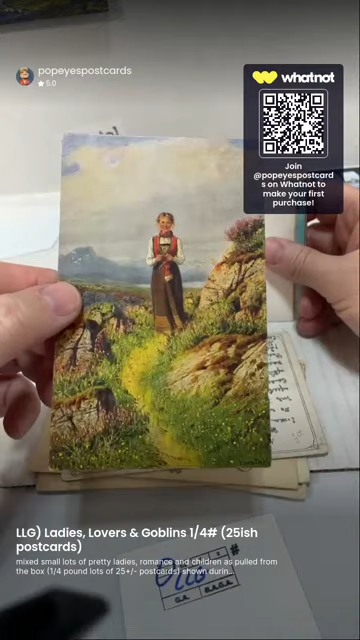 popeyespostcards
5.0
whatnot
Join
@popeyespostcard
s on Whatnot to
make your first
purchase!
LLG) Ladies, Lovers & Goblins 1/4# (25ish
postcards)
mixed small lots of pretty ladies, romance and children as pulled from
the box (1/4 pound lots of 25+/- postcards) shown durin..